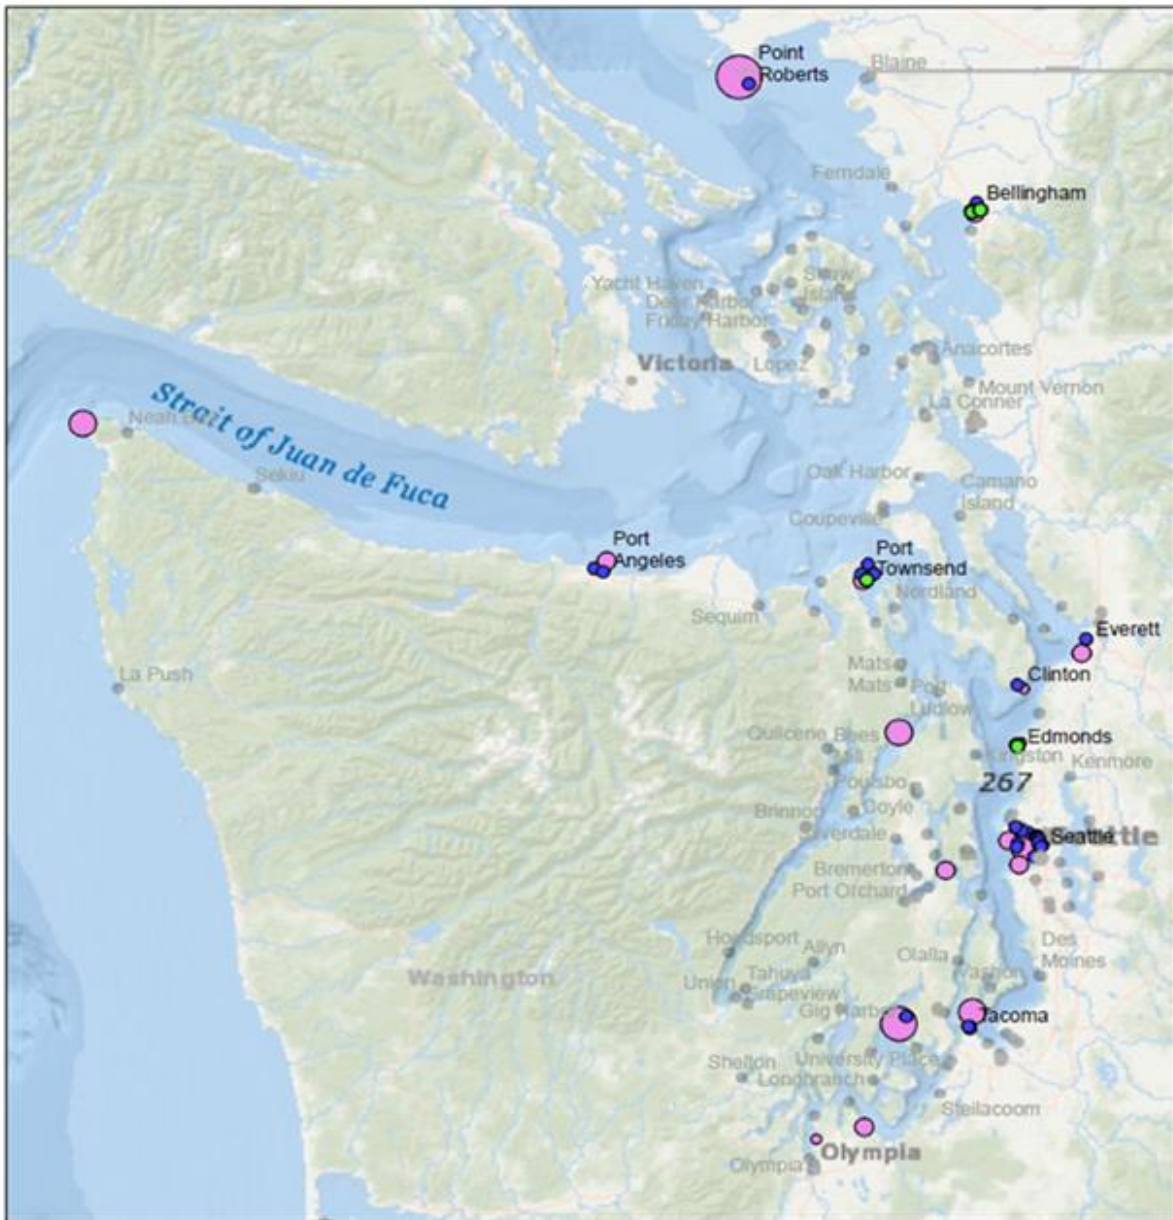 Point
Roberts
Blaine
Ferndale
Bellingham
Yacht Haven
Deer Harbor
Friday Harbor
Shaw
Island
Victoria
Lopez
Anacortes
Mount Vernon
La Conner
Neah Bay
Strait of Juan de Fuca
Sekiu
Oak Harbor
Camano
Island
Coupeville
Port
Angeles
Port
Townsend
Nordland
Sequim
Everett
La Push
Mats
Mats
Port
Ludlow
Clinton
Quilcene
Edmonds
Kingston
Kenmore
267
Poulsbo
Brinnon
Silverdale
Seattle
Bremerton
Port Orchard
Hoodsport
Allyn
Olalla
Des
Moines
Washington
Union
Tahuya
Grapeview
Vashon
Gig Harbor
Tacoma
Shelton
University Place
Longbranch
Steilacoom
Olympia
Olympia